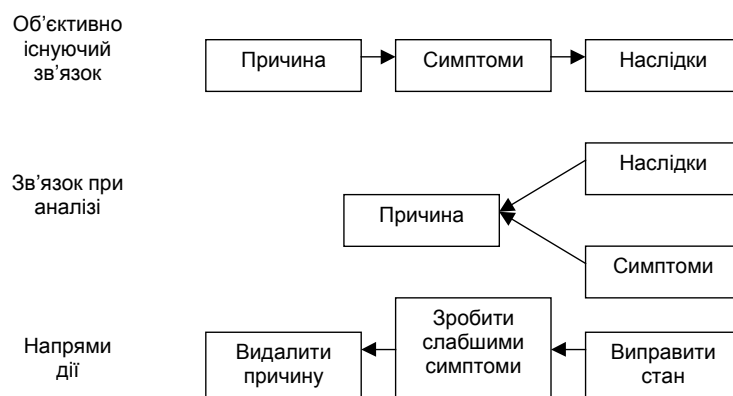 Об'єктивно
існуючий
зв'язок
Причина
Симптоми
Наслідки
Зв'язок при
аналізі
Причина
Наслідки
Симптоми
Напрями
дії
Видалити
причину
Зробити
слабшими
симптоми
Виправити
стан